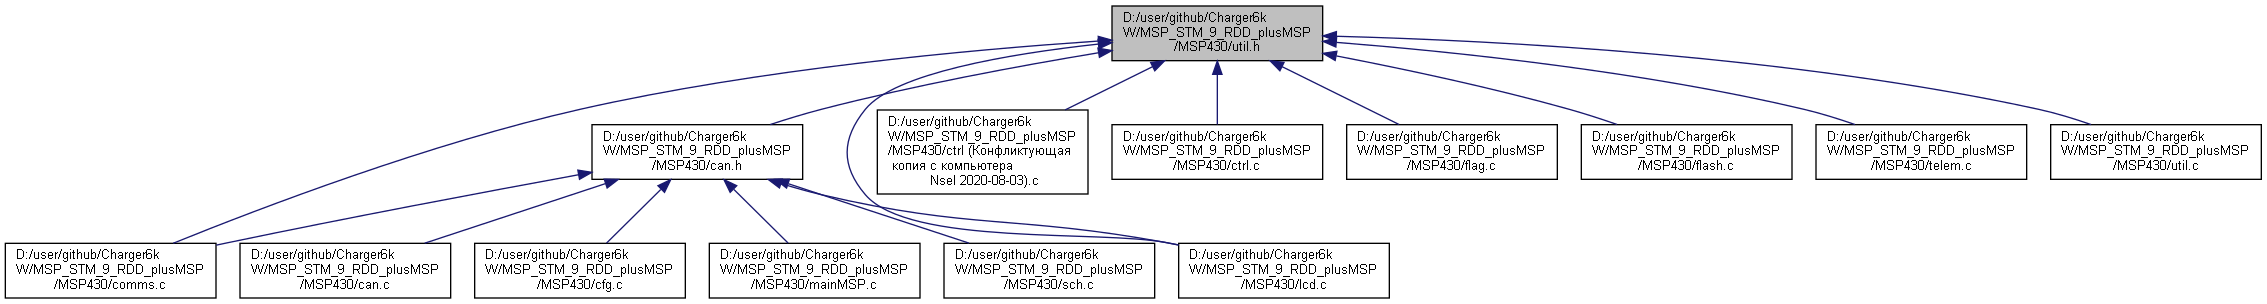 D:/user/github/Charger6k
W/MSP_STM_9_RDD_plusMSP
/MSP430/util.h
D:/user/github/Charger6k
W/MSP_STM_9_RDD_plusMSP
/MSP430/can.h
D:/user/github/Charger6k
W/MSP_STM_9_RDD_plusMSP
/MSP430/ctrl (Конфликтующая
копия с компьютера
Nsel 2020-08-03).c
D:/user/github/Charger6k
W/MSP_STM_9_RDD_plusMSP
/MSP430/ctrl.c
D:/user/github/Charger6k
W/MSP_STM_9_RDD_plusMSP
/MSP430/flag.c
D:/user/github/Charger6k
W/MSP_STM_9_RDD_plusMSP
/MSP430/flash.c
D:/user/github/Charger6k
W/MSP_STM_9_RDD_plusMSP
/MSP430/telem.c
D:/user/github/Charger6k
W/MSP_STM_9_RDD_plusMSP
/MSP430/util.c
D:/user/github/Charger6k
W/MSP_STM_9_RDD_plusMSP
/MSP430/comms.c
D:/user/github/Charger6k
W/MSP_STM_9_RDD_plusMSP
/MSP430/can.c
D:/user/github/Charger6k
W/MSP_STM_9_RDD_plusMSP
/MSP430/cfg.c
D:/user/github/Charger6k
W/MSP_STM_9_RDD_plusMSP
/MSP430/mainMSP.c
D:/user/github/Charger6k
W/MSP_STM_9_RDD_plusMSP
/MSP430/sch.c
D:/user/github/Charger6k
W/MSP_STM_9_RDD_plusMSP
/MSP430/lcd.c